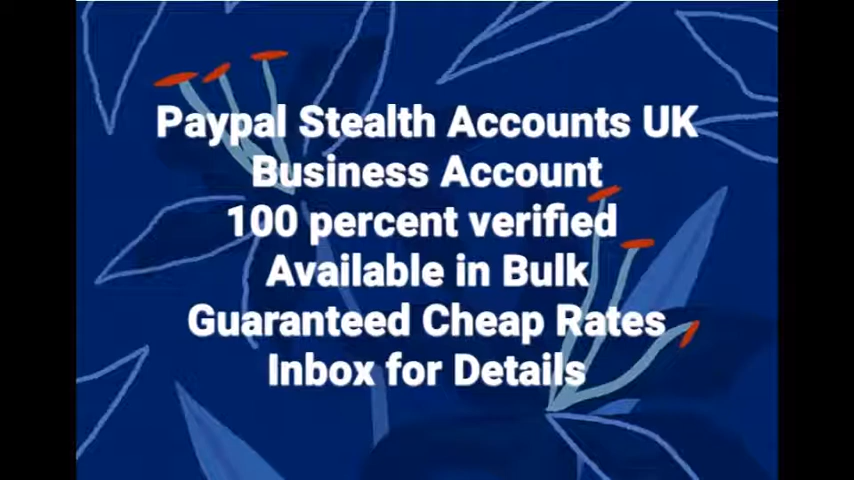 Paypal Stealth Accounts UK
Business Account
100 percent verified
Available in Bulk
Guaranteed Cheap Rates
Inbox for Details